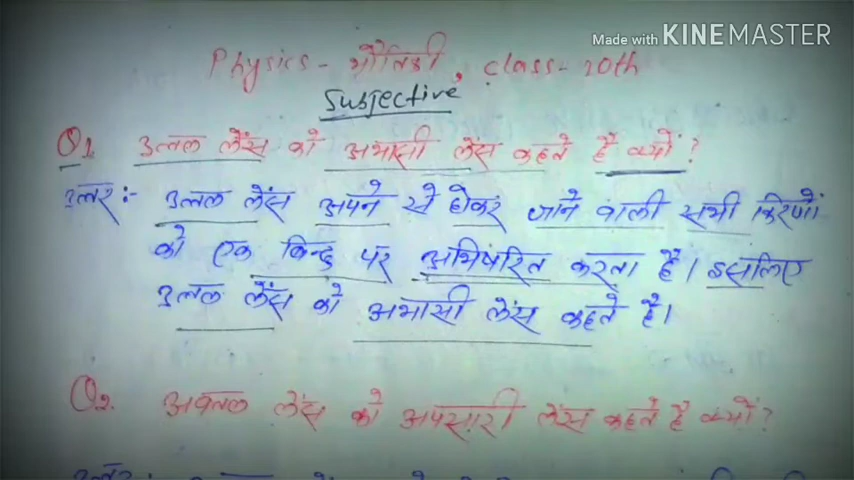 Made with KINEMASTER
Physics - भौतिकी class - 10th
Subjective
Q1. उत्तल लेंस को अभासी लेंस कहते है क्यों?
उत्तर:- उत्तल लेंस अपने से होकर जाने वाली सभी किरणों
को एक बिन्दु पर अभिषरित करता है। इसलिए
उत्तल लेंस को अभासी लेंस कहते है।
Q2. अवतल लेंस को अपसारी लेंस कहते है क्यों?